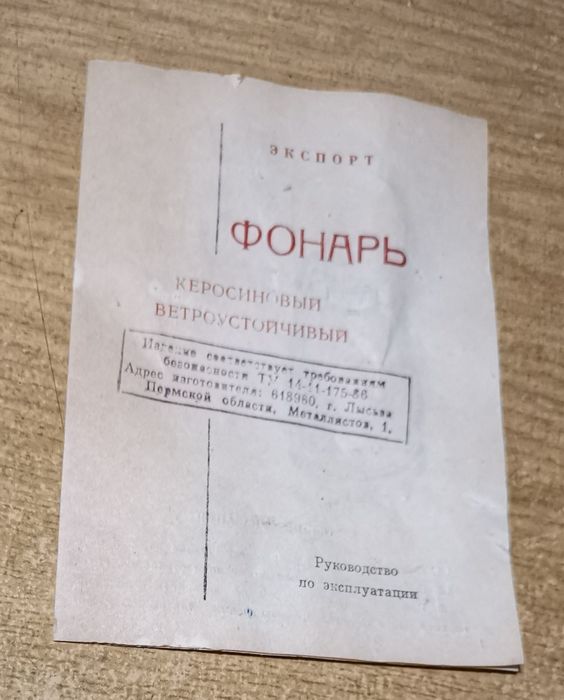 ЭКСПОРТ
ФОНАРЬ
КЕРОСИНОВЫЙ
ВЕТРОУСТОЙЧИВЫЙ
Изделие соответствует требованиям
безопасности ТУ 14-11-175-86
Адрес изготовителя: 618960, г. Лысьва
Пермской области, Металлистов, 1.
Руководство
по эксплуатации